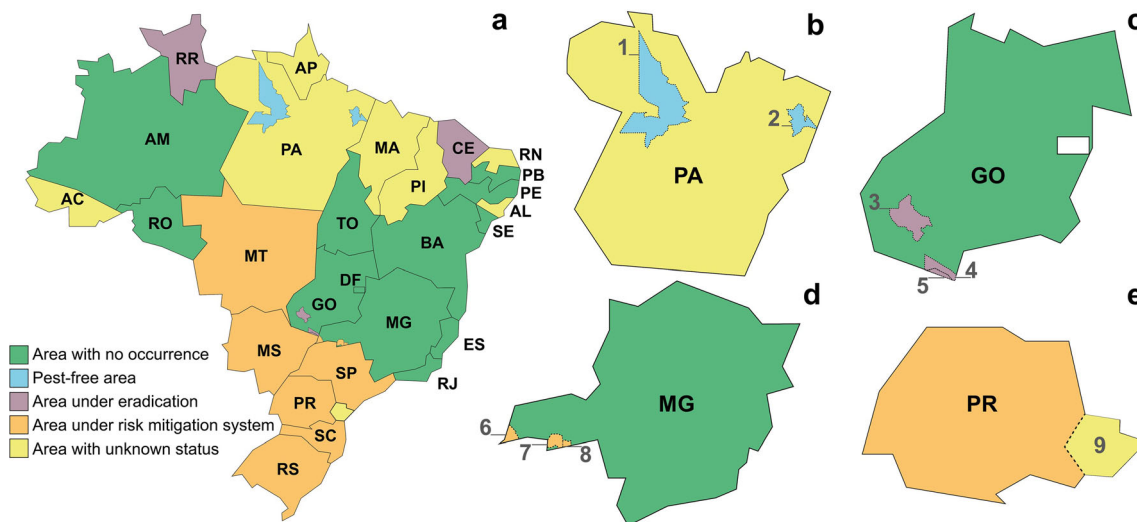 a
RR
AP
AM
PA
MA
CE
RN
PB
PI
PE
AC
AL
RO
TO
SE
BA
MT
DF
GO
MG
ES
MS
SP
RJ
PR
SC
RS
Area with no occurrence
Pest-free area
Area under eradication
Area under risk mitigation system
Area with unknown status
b
1
2
PA
c
GO
3
4
5
d
MG
6
7
8
e
PR
9